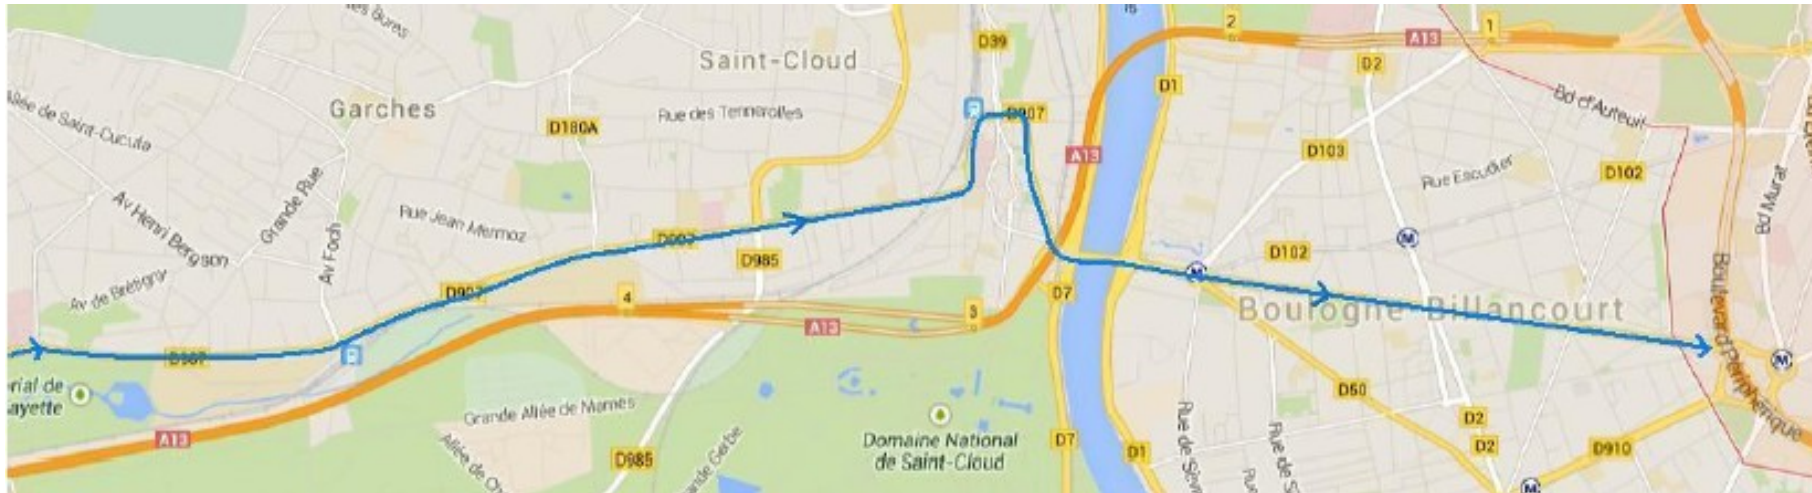 D39
Saint-Cloud
Garches
D180A
Rue des Tennerolles
D907
A13
D1
2
A13
1
D2
Bd d'Auteuil
D103
Rue Escudier
D102
Bd Murat
Allée de Saint-Cucufa
Grande Rue
Av Henri Bergson
Rue Jean Mermoz
Av Foch
D985
D102
Av de Brétigny
D907
4
3
D7
Boulogne-Billancourt
Boulevard Périphérique
A13
D907
Grande Allée de Marnes
Domaine National
de Saint-Cloud
D50
D2
D2
D910
A13
D985
D7
D1
Rue de Sèvr
Rue de S